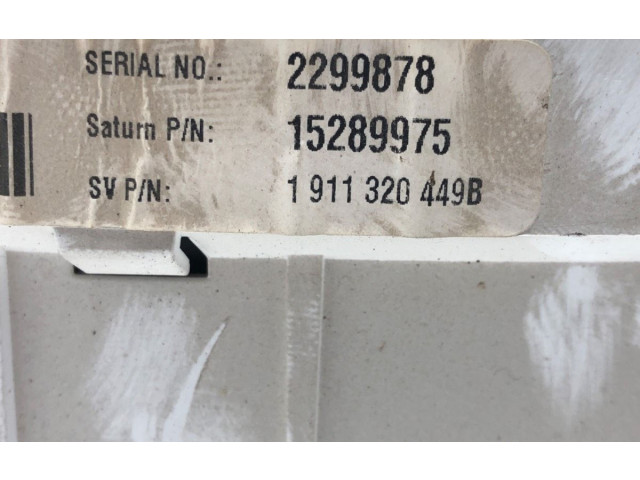 SERIAL NO.: 2299878
Saturn P/N: 15289975
SV P/N: 1 911 320 449B